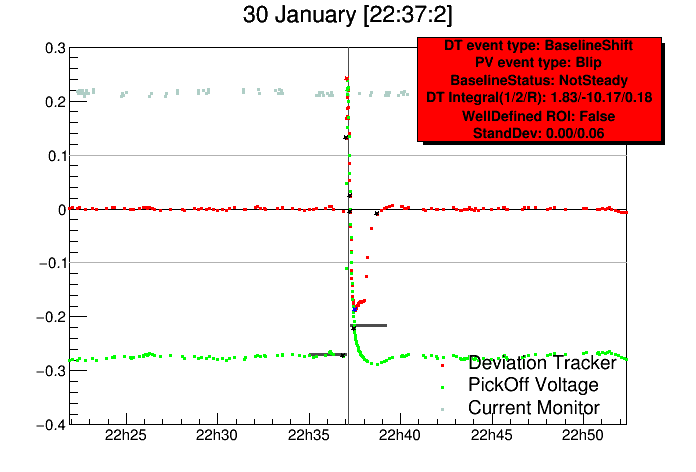 30 January [22:37:2]
DT event type: BaselineShift
PV event type: Blip
BaselineStatus: NotSteady
DT Integral(1/2/R): 1.83/-10.17/0.18
WellDefined ROI: False
StandDev: 0.00/0.06
0.3
0.2
0.1
0
−0.1
−0.2
−0.3
−0.4
Deviation Tracker
PickOff Voltage
Current Monitor
22h25 22h30 22h35 22h40 22h45 22h50